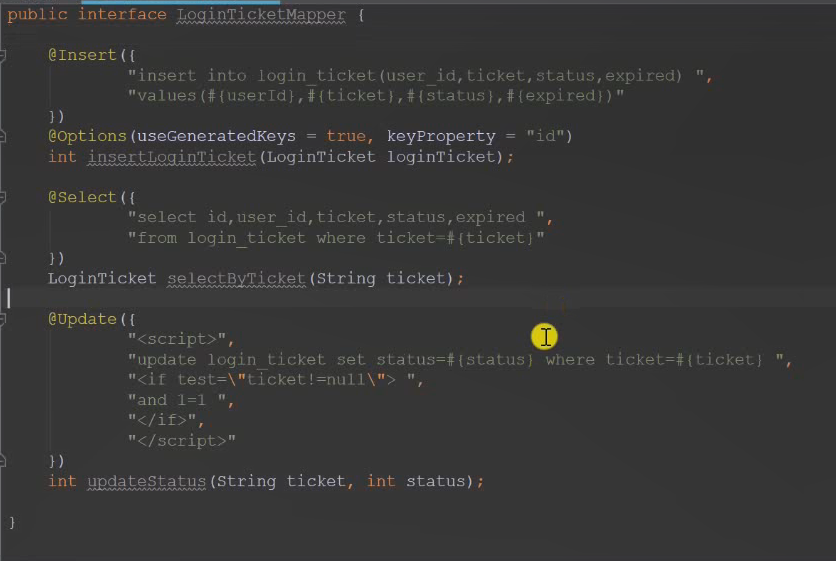 public interface LoginTicketMapper {
@Insert({
"insert into login_ticket(user_id,ticket,status,expired) ",
"values(#{userId},#{ticket},#{status},#{expired})"
})
@Options(useGeneratedKeys = true, keyProperty = "id")
int insertLoginTicket(LoginTicket loginTicket);
@Select({
"select id,user_id,ticket,status,expired ",
"from login_ticket where ticket=#{ticket}"
})
LoginTicket selectByTicket(String ticket);
@Update({
"<script>",
"update login_ticket set status=#{status} where ticket=#{ticket} ",
"<if test=\"ticket!=null\"> ",
"and 1=1 ",
"</if>",
"</script>"
})
int updateStatus(String ticket, int status);
}